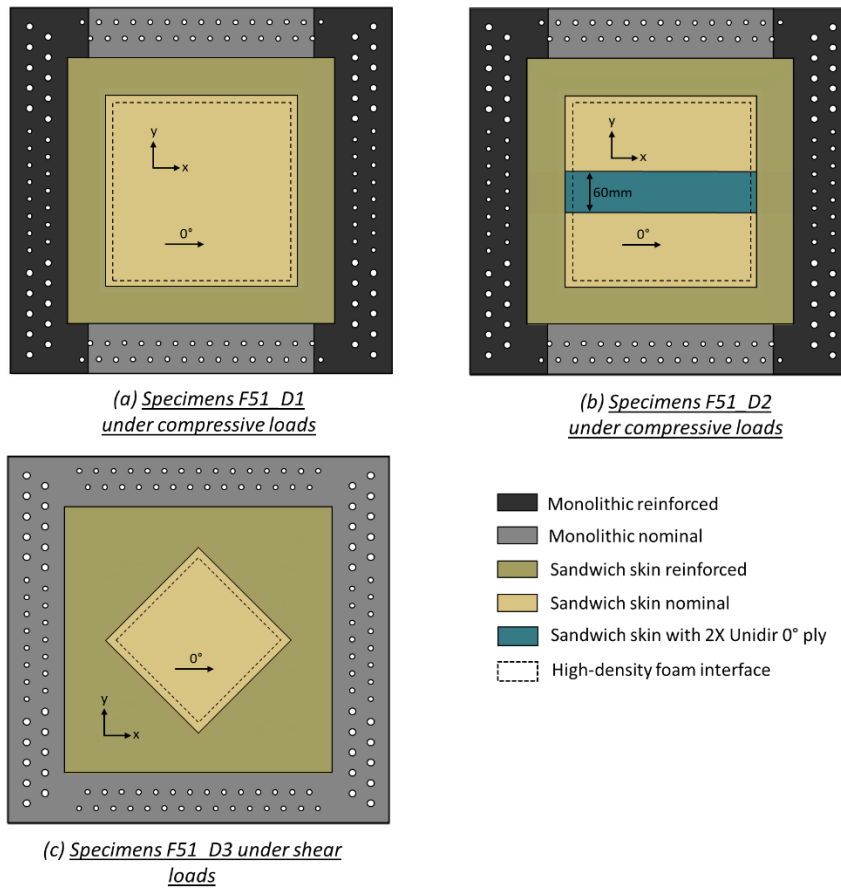 y
x
0°
(a) Specimens F51_D1
under compressive loads
y
x
60mm
0°
(b) Specimens F51_D2
under compressive loads
0°
y
x
(c) Specimens F51_D3 under shear
loads
Monolithic reinforced
Monolithic nominal
Sandwich skin reinforced
Sandwich skin nominal
Sandwich skin with 2X Unidir 0° ply
High-density foam interface